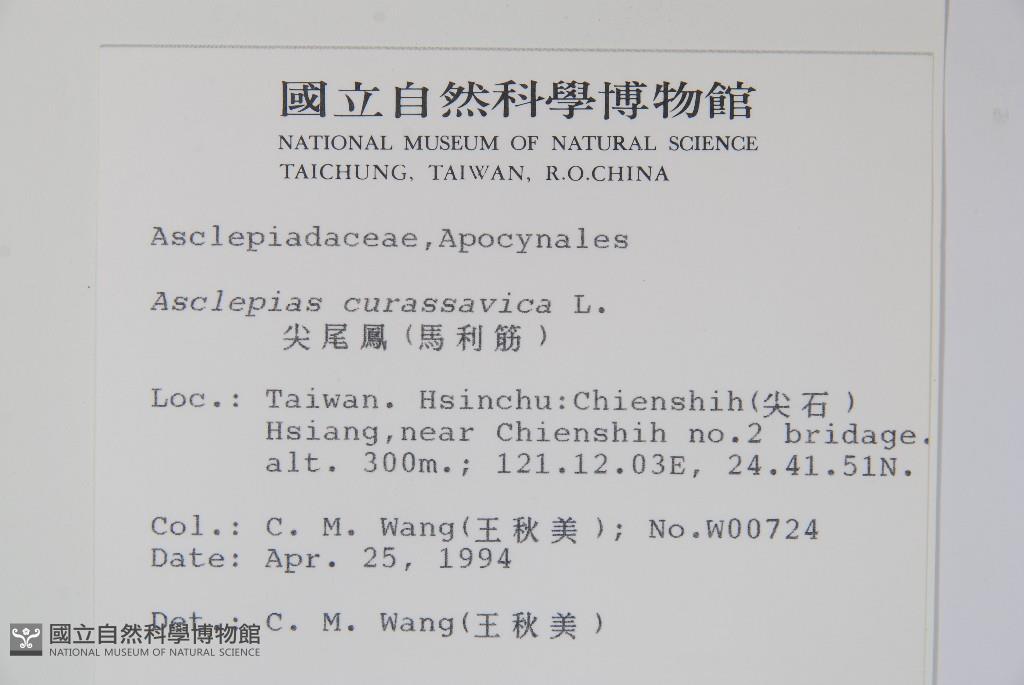 國立自然科學博物館
NATIONAL MUSEUM OF NATURAL SCIENCE
TAICHUNG, TAIWAN, R.O.CHINA
Asclepiadaceae,Apocynales
Asclepias curassavica L.
尖尾鳳(馬利筋)
Loc.: Taiwan. Hsinchu:Chienshih(尖石)
Hsiang,near Chienshih no.2 bridage.
alt. 300m.; 121.12.03E, 24.41.51N.
Col.: C. M. Wang(王秋美); No.W00724
Date: Apr. 25, 1994
Det.: C. M. Wang(王秋美)
國立自然科學博物館
NATIONAL MUSEUM OF NATURAL SCIENCE